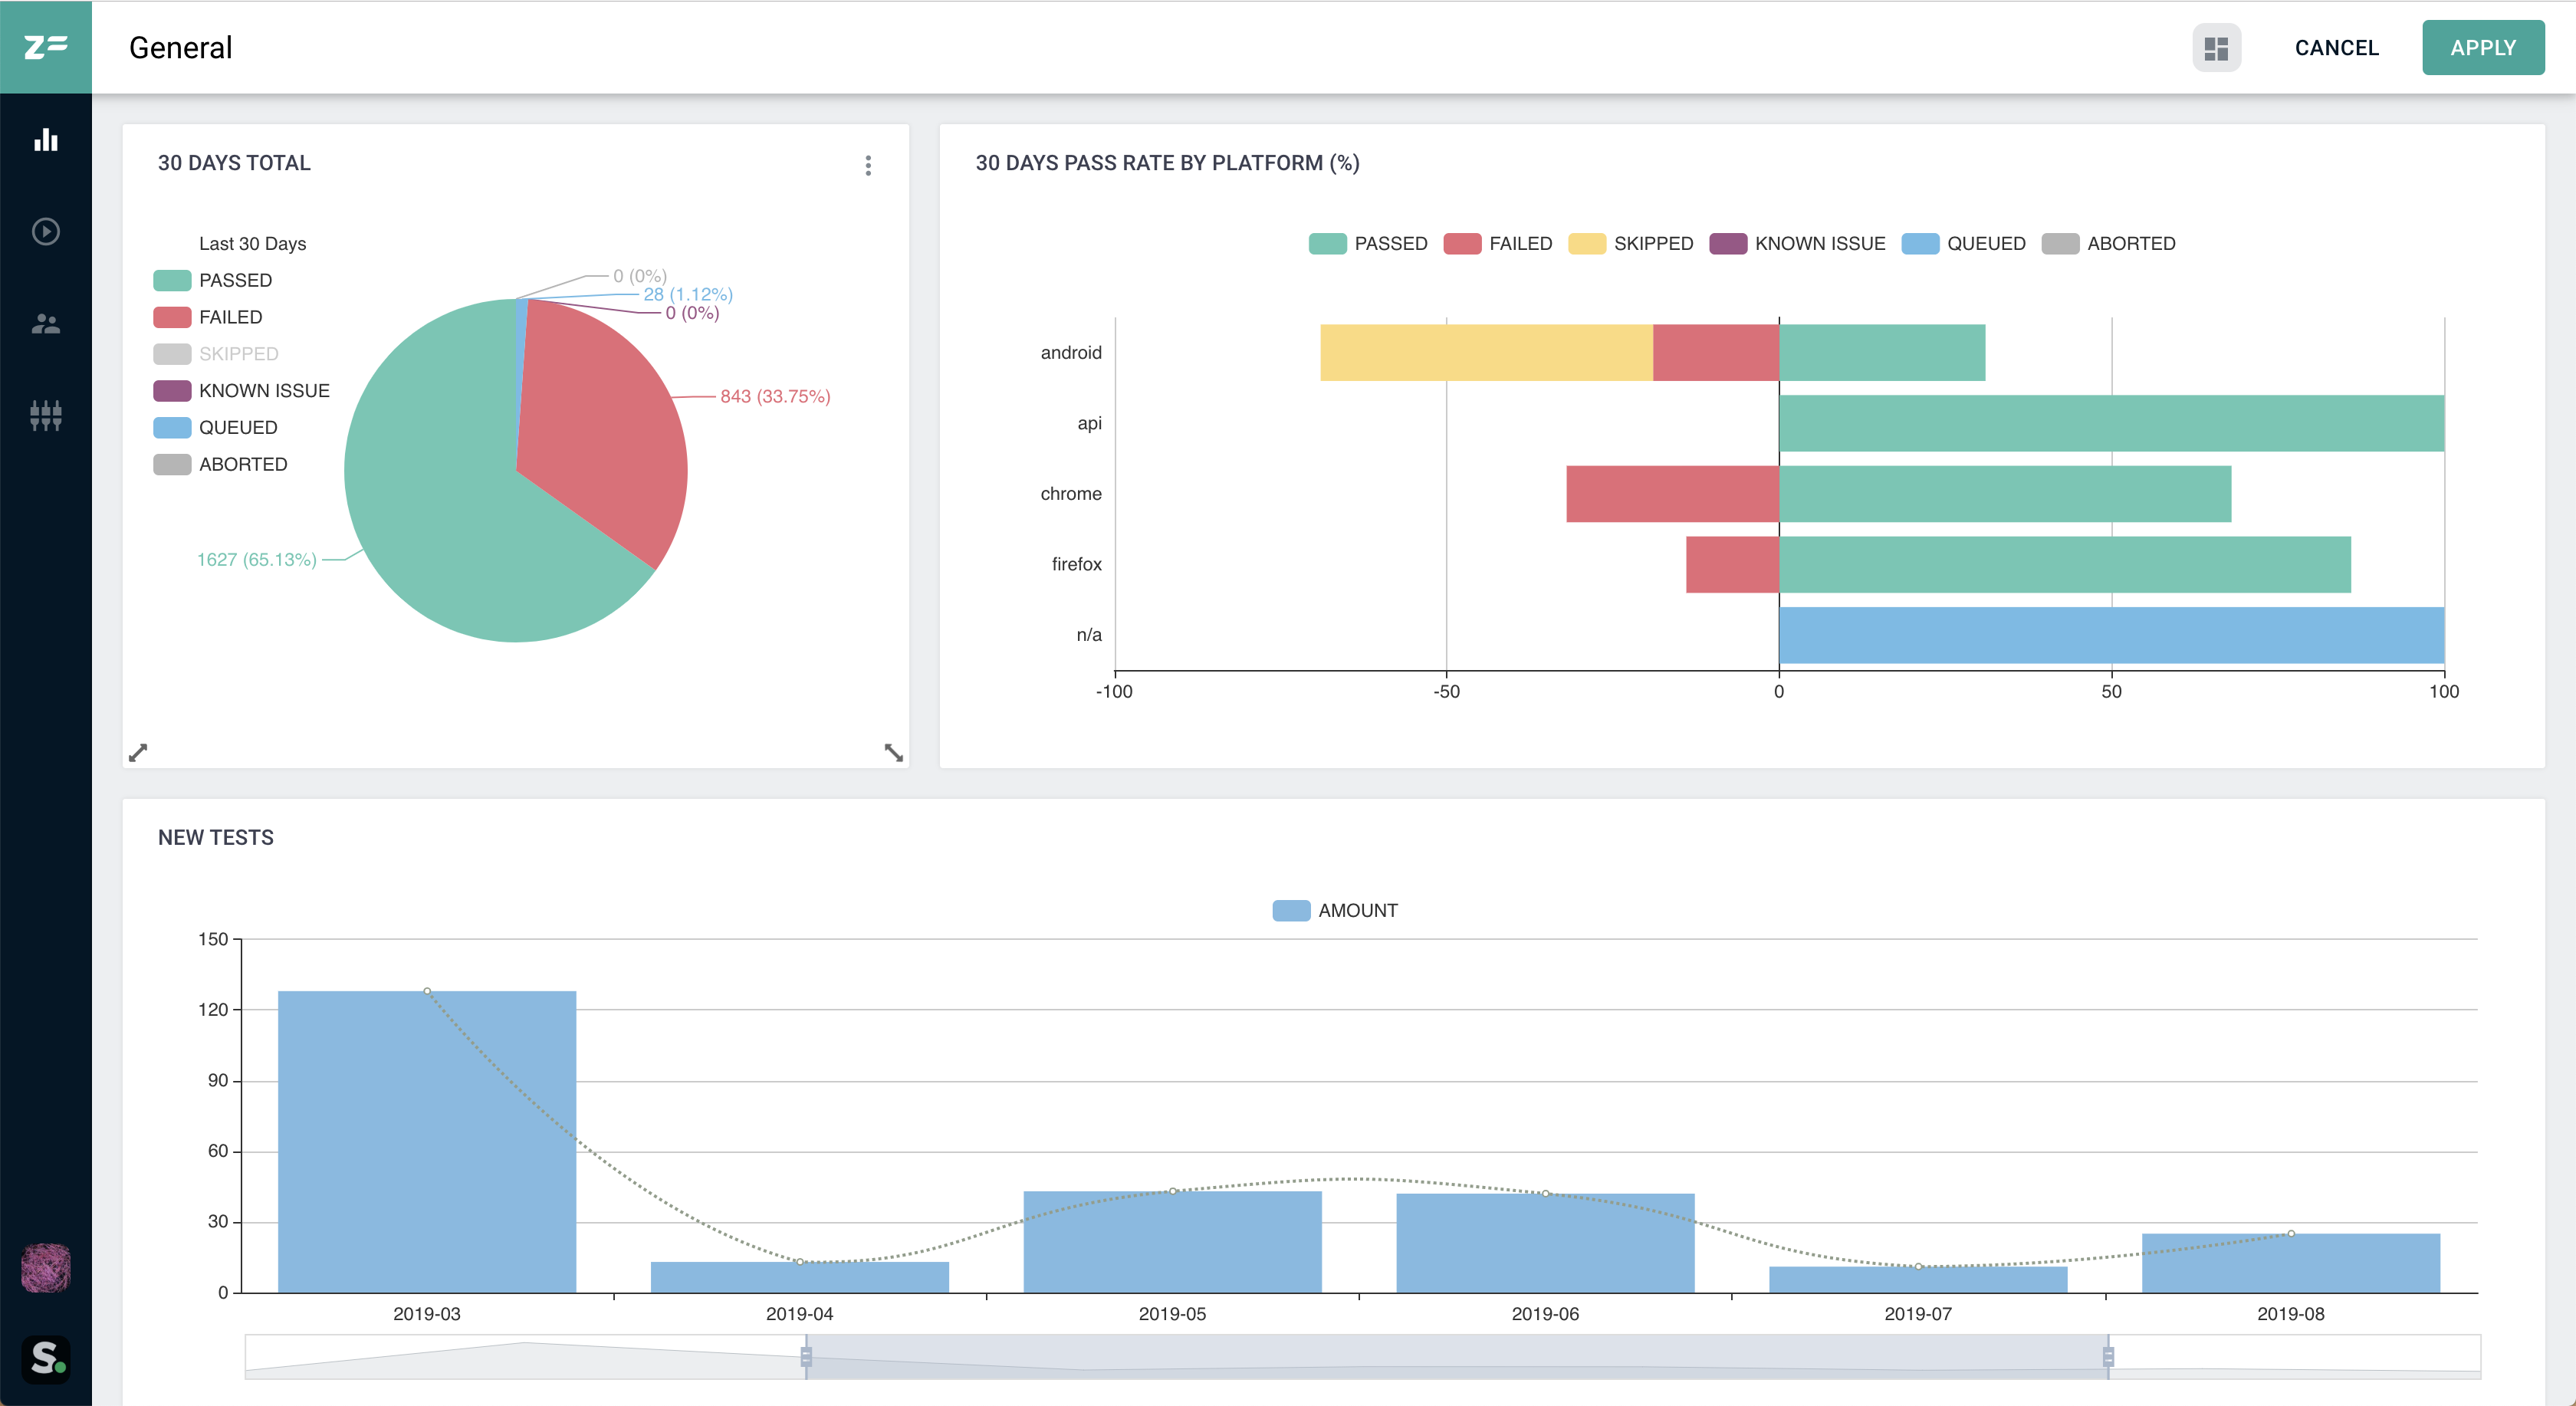 General
CANCEL
APPLY
30 DAYS TOTAL
Last 30 Days
PASSED
FAILED
SKIPPED
KNOWN ISSUE
QUEUED
ABORTED
0 (0%)
28 (1.12%)
0 (0%)
843 (33.75%)
1627 (65.13%)
30 DAYS PASS RATE BY PLATFORM (%)
PASSED FAILED SKIPPED KNOWN ISSUE QUEUED ABORTED
android
api
chrome
firefox
n/a
-100 -50 0 50 100
NEW TESTS
AMOUNT
150
120
90
60
30
0
2019-03 2019-04 2019-05 2019-06 2019-07 2019-08
S.